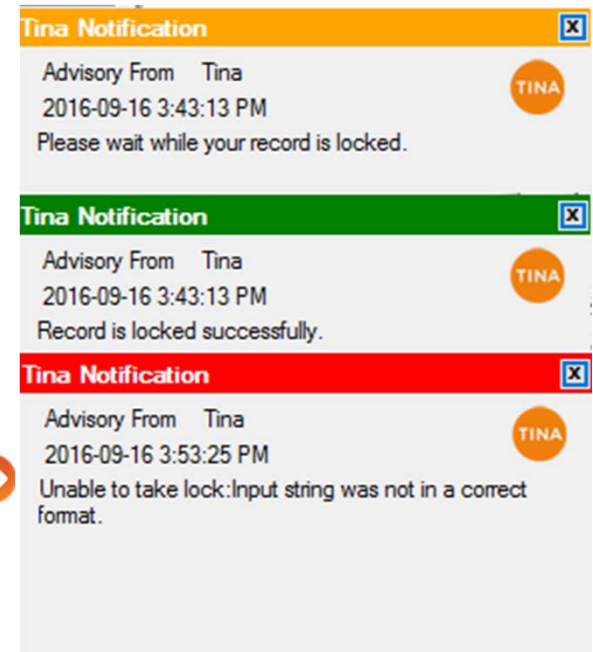 Tina Notification X
Advisory From Tina
TINA
2016-09-16 3:43:13 PM
Please wait while your record is locked.
Tina Notification X
Advisory From Tina
TINA
2016-09-16 3:43:13 PM
Record is locked successfully.
Tina Notification X
Advisory From Tina
TINA
2016-09-16 3:53:25 PM
Unable to take lock:Input string was not in a correct
format.